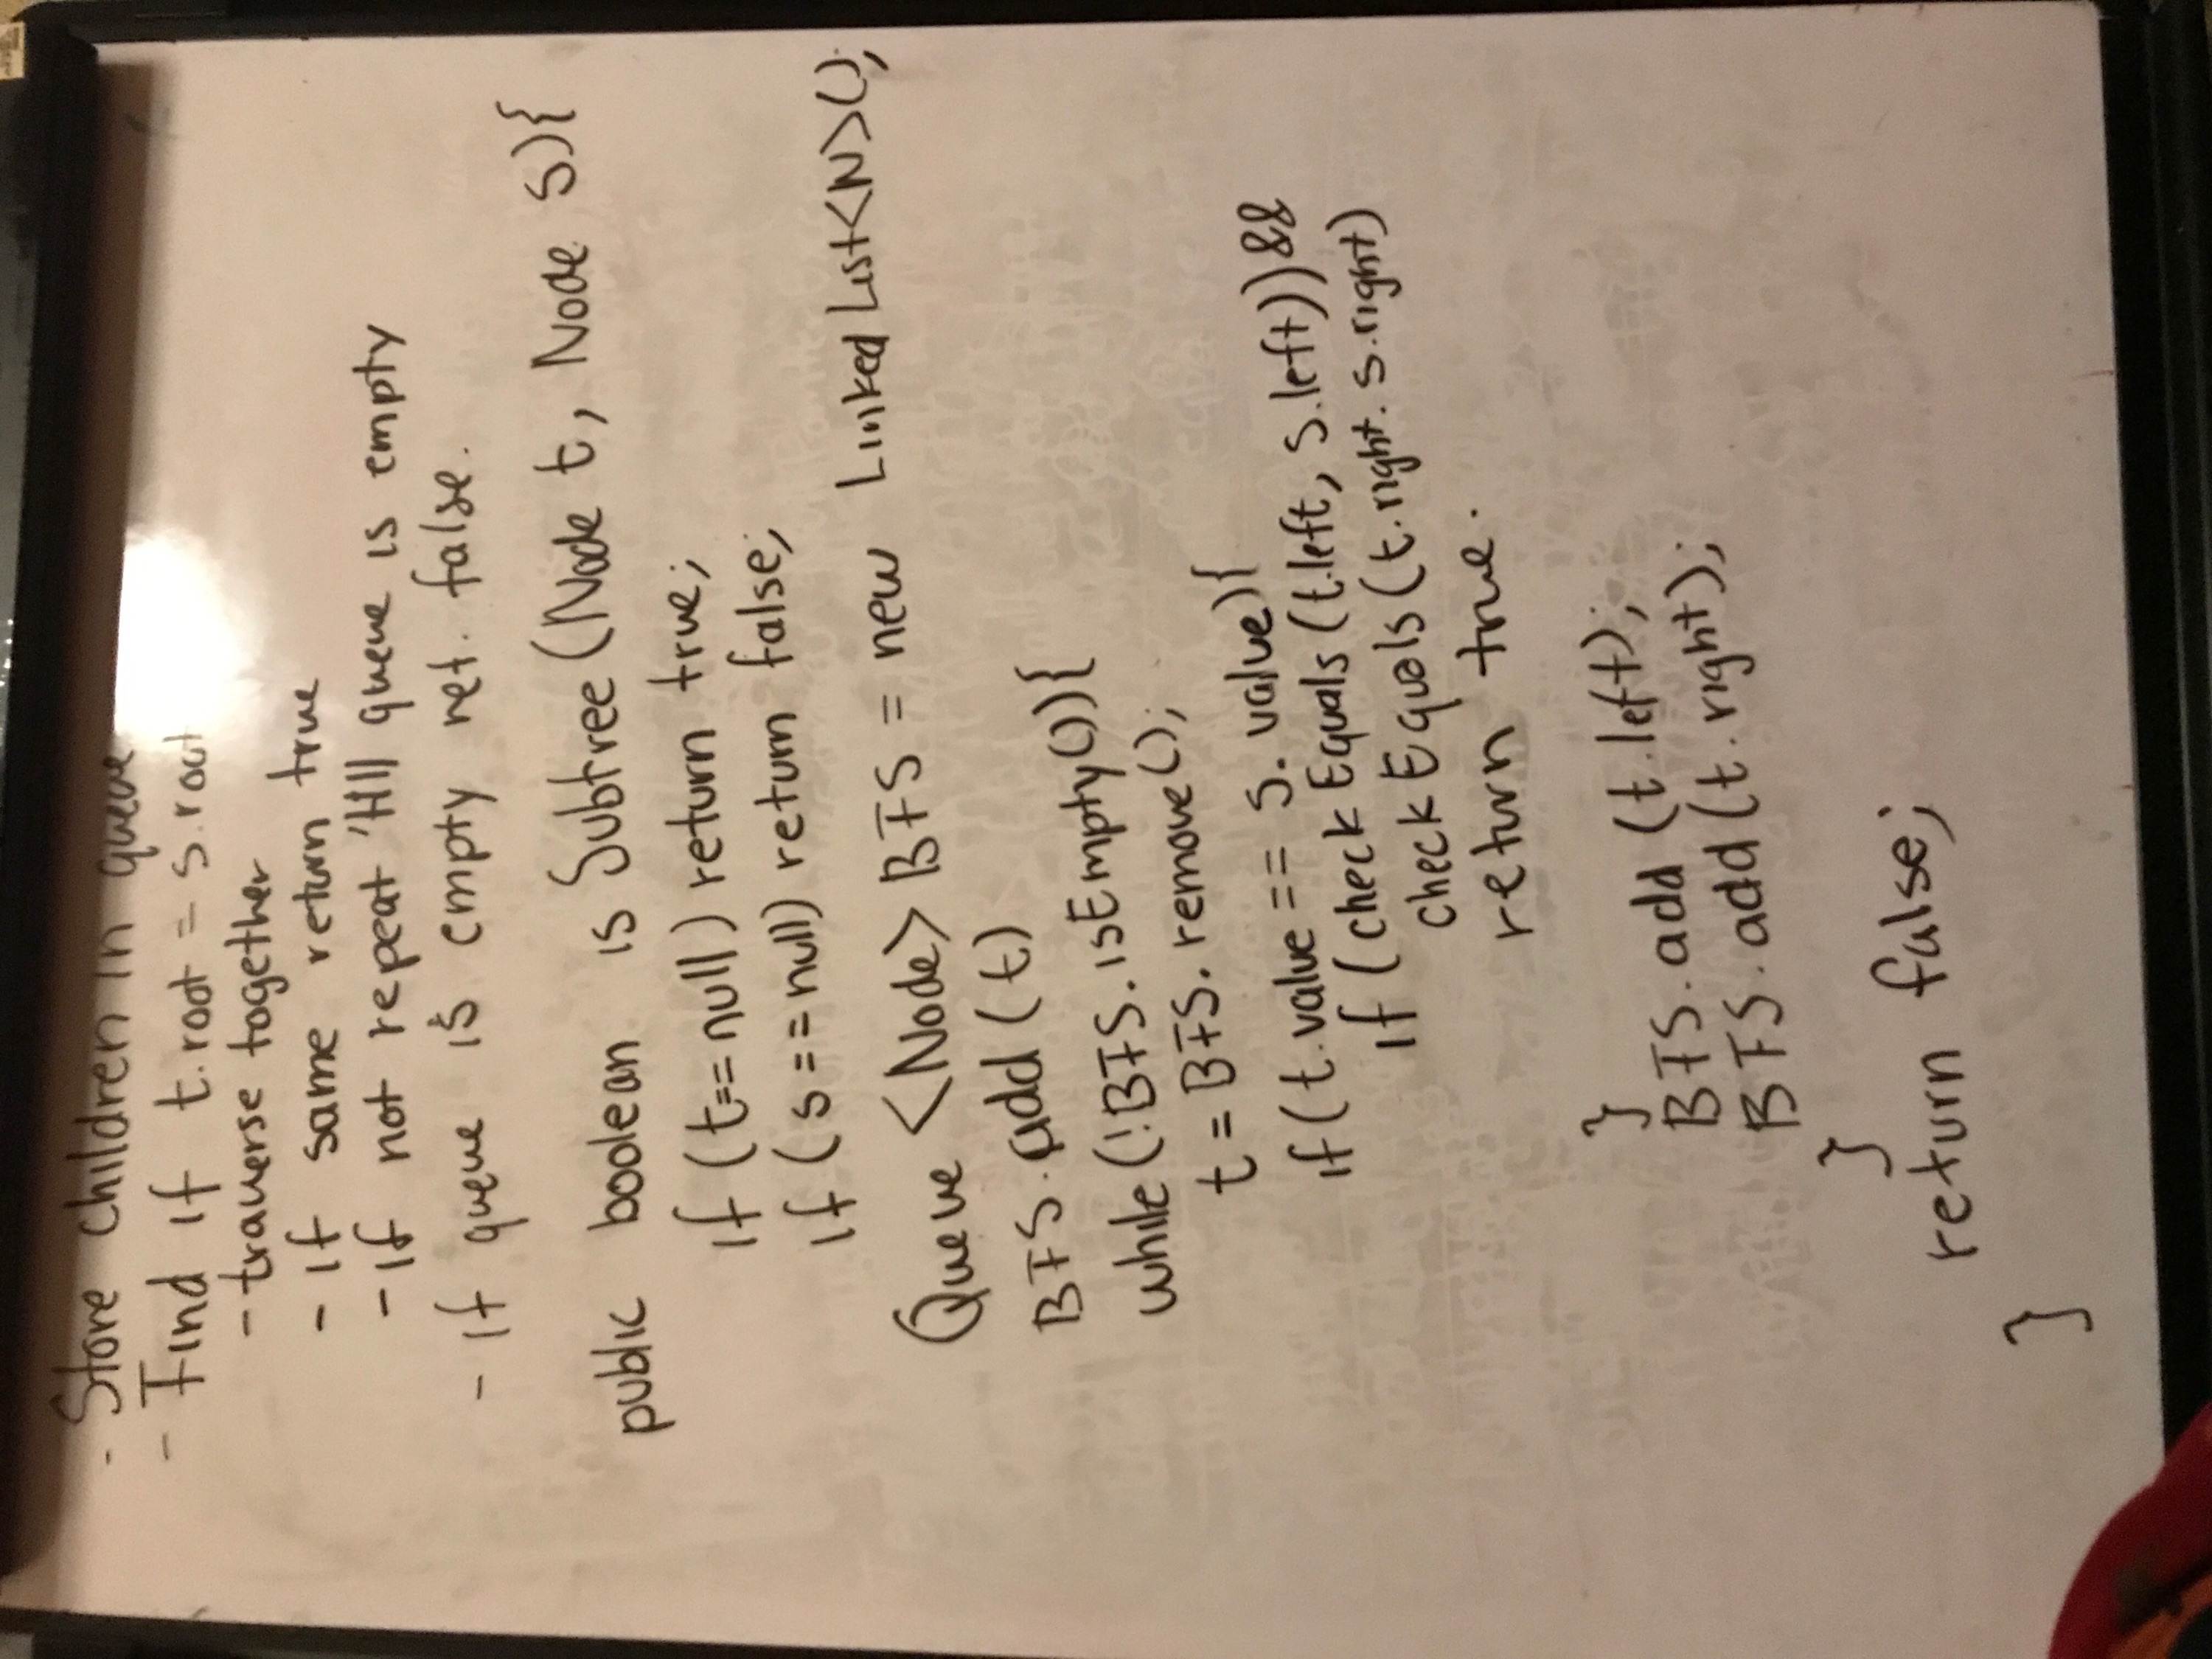 - Store children in queue
- Find if t.root = s.root
- traverse together
- if same return true
- if not repeat 'till queue is empty
- if queue is empty ret. false.
public boolean isSubtree(Node t, Node s){
if (t==null) return true;
if (s==null) return false;
Queue <Node> BFS = new LinkedList<N>();
BFS.add(t)
while(!BFS.isEmpty()){
t = BFS.remove();
if(t.value == s.value){
if (checkEquals(t.left, s.left))&&
checkEquals(t.right. s.right)
return true.
}
BFS.add(t.left);
BFS.add(t.right);
}
return false;
}